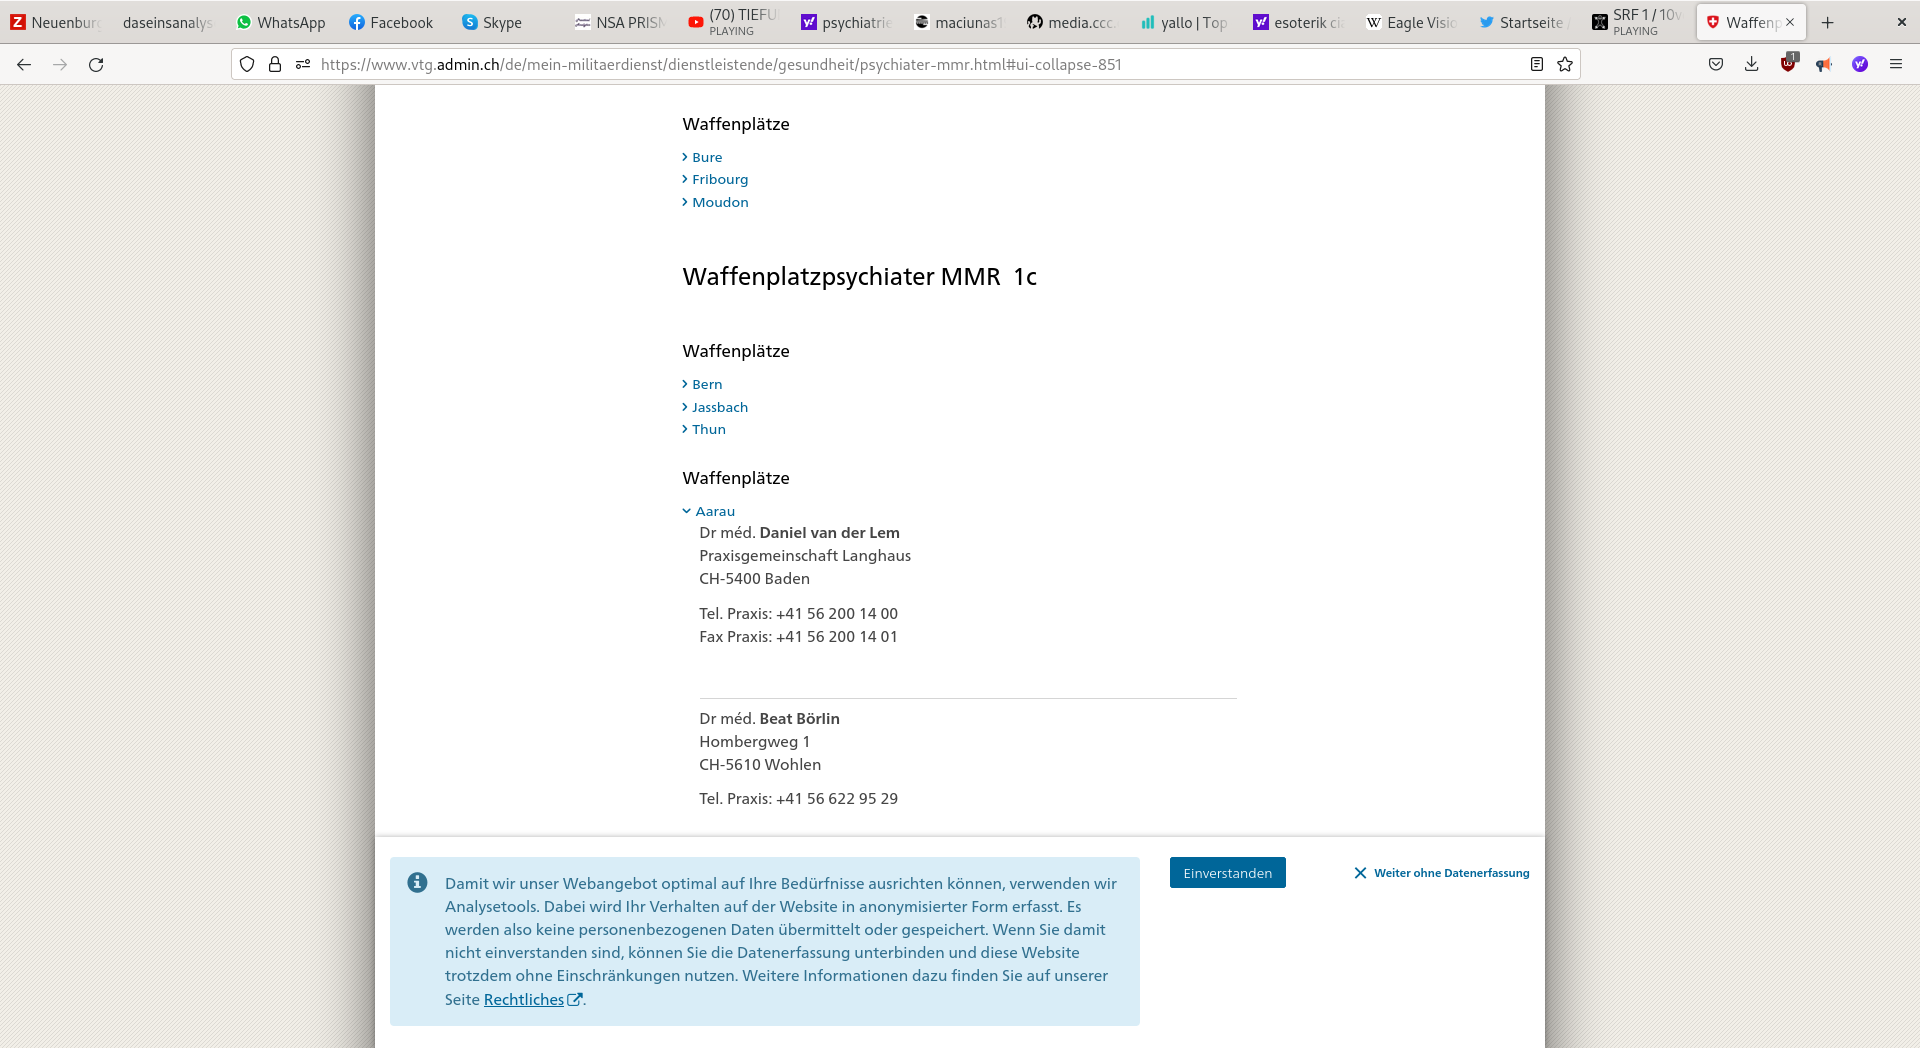 Neuenburg
daseinsanalys
WhatsApp
Facebook
Skype
NSA PRISM
(70) TIEFU
PLAYING
psychiatrie
maciunas
media.ccc.
yallo | Top
esoterik cia
Eagle Visio
Startseite /
SRF 1 / 10v
PLAYING
Waffenp
https://www.vtg.admin.ch/de/mein-militaerdienst/dienstleistende/gesundheit/psychiater-mmr.html#ui-collapse-851
1
Waffenplätze
Bure
Fribourg
Moudon
Waffenplatzpsychiater MMR 1c
Waffenplätze
Bern
Jassbach
Thun
Waffenplätze
Aarau
Dr méd. Daniel van der Lem
Praxisgemeinschaft Langhaus
CH-5400 Baden
Tel. Praxis: +41 56 200 14 00
Fax Praxis: +41 56 200 14 01
Dr méd. Beat Börlin
Hombergweg 1
CH-5610 Wohlen
Tel. Praxis: +41 56 622 95 29
Damit wir unser Webangebot optimal auf Ihre Bedürfnisse ausrichten können, verwenden wir
Analysetools. Dabei wird Ihr Verhalten auf der Website in anonymisierter Form erfasst. Es
werden also keine personenbezogenen Daten übermittelt oder gespeichert. Wenn Sie damit
nicht einverstanden sind, können Sie die Datenerfassung unterbinden und diese Website
trotzdem ohne Einschränkungen nutzen. Weitere Informationen dazu finden Sie auf unserer
Seite Rechtliches.
Einverstanden
Weiter ohne Datenerfassung